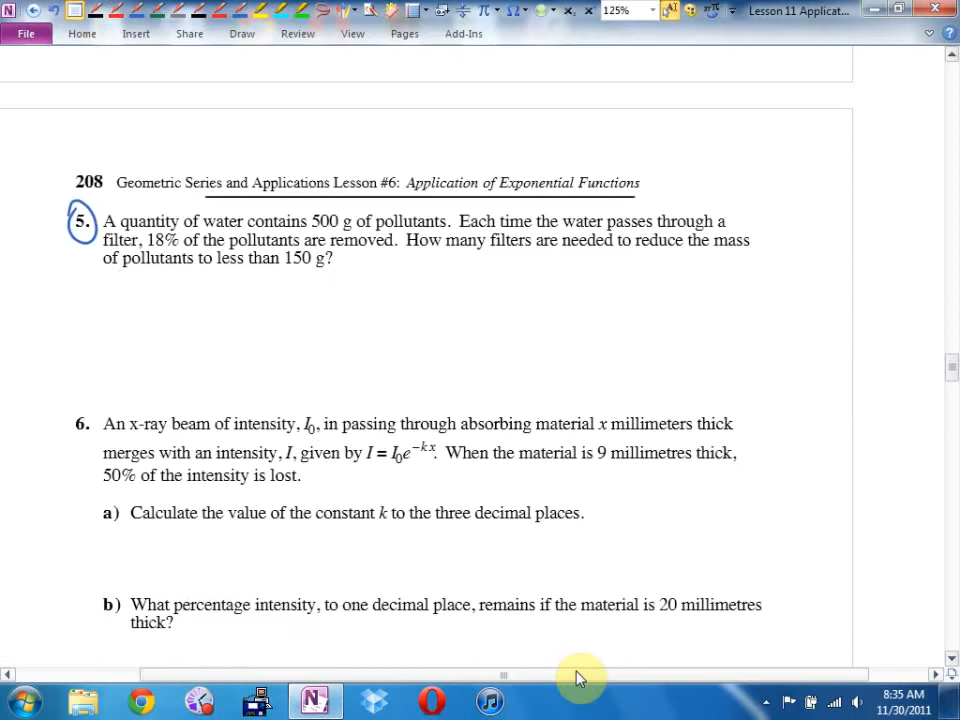 125%
Lesson 11 Applicat...
File Home Insert Share Draw Review View Pages Add-Ins
208 Geometric Series and Applications Lesson #6: Application of Exponential Functions
5. A quantity of water contains 500 g of pollutants. Each time the water passes through a
filter, 18% of the pollutants are removed. How many filters are needed to reduce the mass
of pollutants to less than 150 g?
6. An x-ray beam of intensity, I₀, in passing through absorbing material x millimeters thick
merges with an intensity, I, given by I = I₀e^{-kx}. When the material is 9 millimetres thick,
50% of the intensity is lost.
a) Calculate the value of the constant k to the three decimal places.
b) What percentage intensity, to one decimal place, remains if the material is 20 millimetres
thick?
8:35 AM
11/30/2011